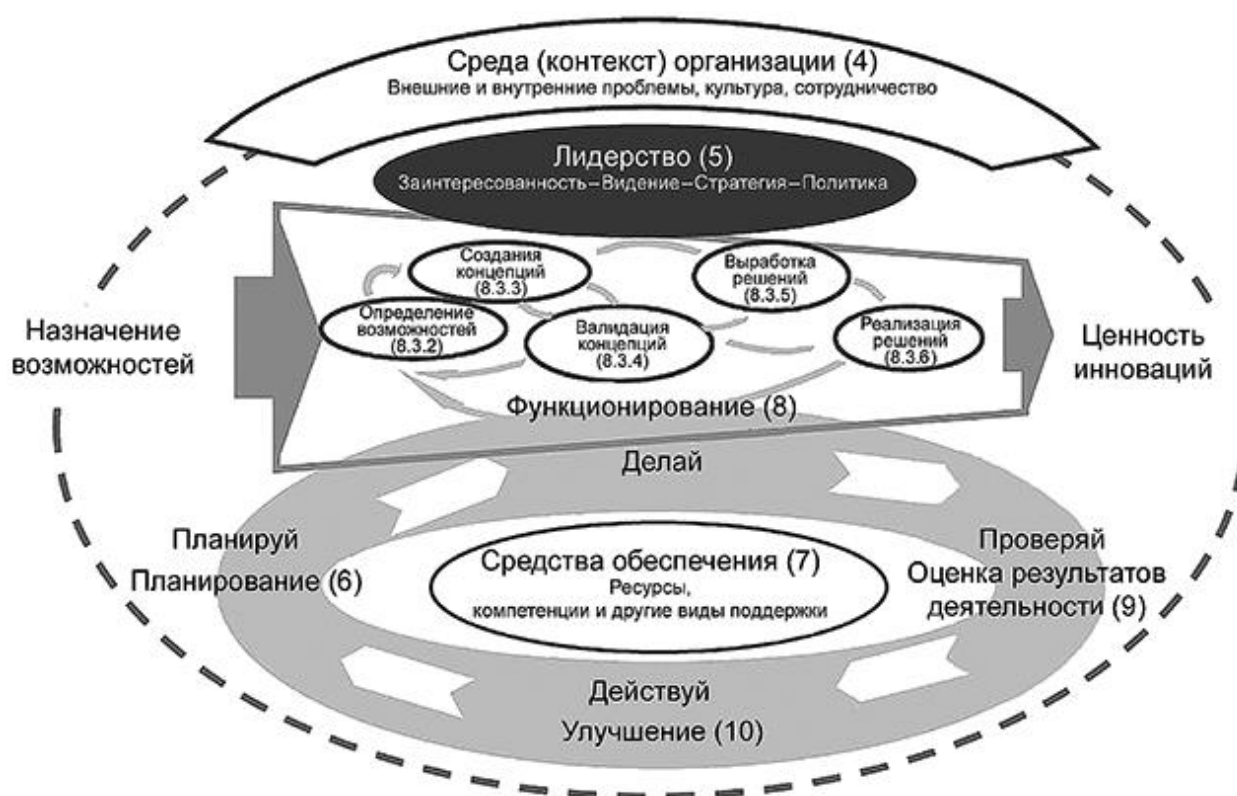 Среда (контекст) организации (4)
Внешние и внутренние проблемы, культура, сотрудничество
Лидерство (5)
Заинтересованность–Видение–Стратегия–Политика
Создания
концепций
(8.3.3)
Выработка
решений
(8.3.5)
Определение
возможностей
(8.3.2)
Валидация
концепций
(8.3.4)
Реализация
решений
(8.3.6)
Назначение
возможностей
Ценность
инноваций
Функционирование (8)
Делай
Планируй
Планирование (6)
Средства обеспечения (7)
Ресурсы,
компетенции и другие виды поддержки
Проверяй
Оценка результатов
деятельности (9)
Действуй
Улучшение (10)